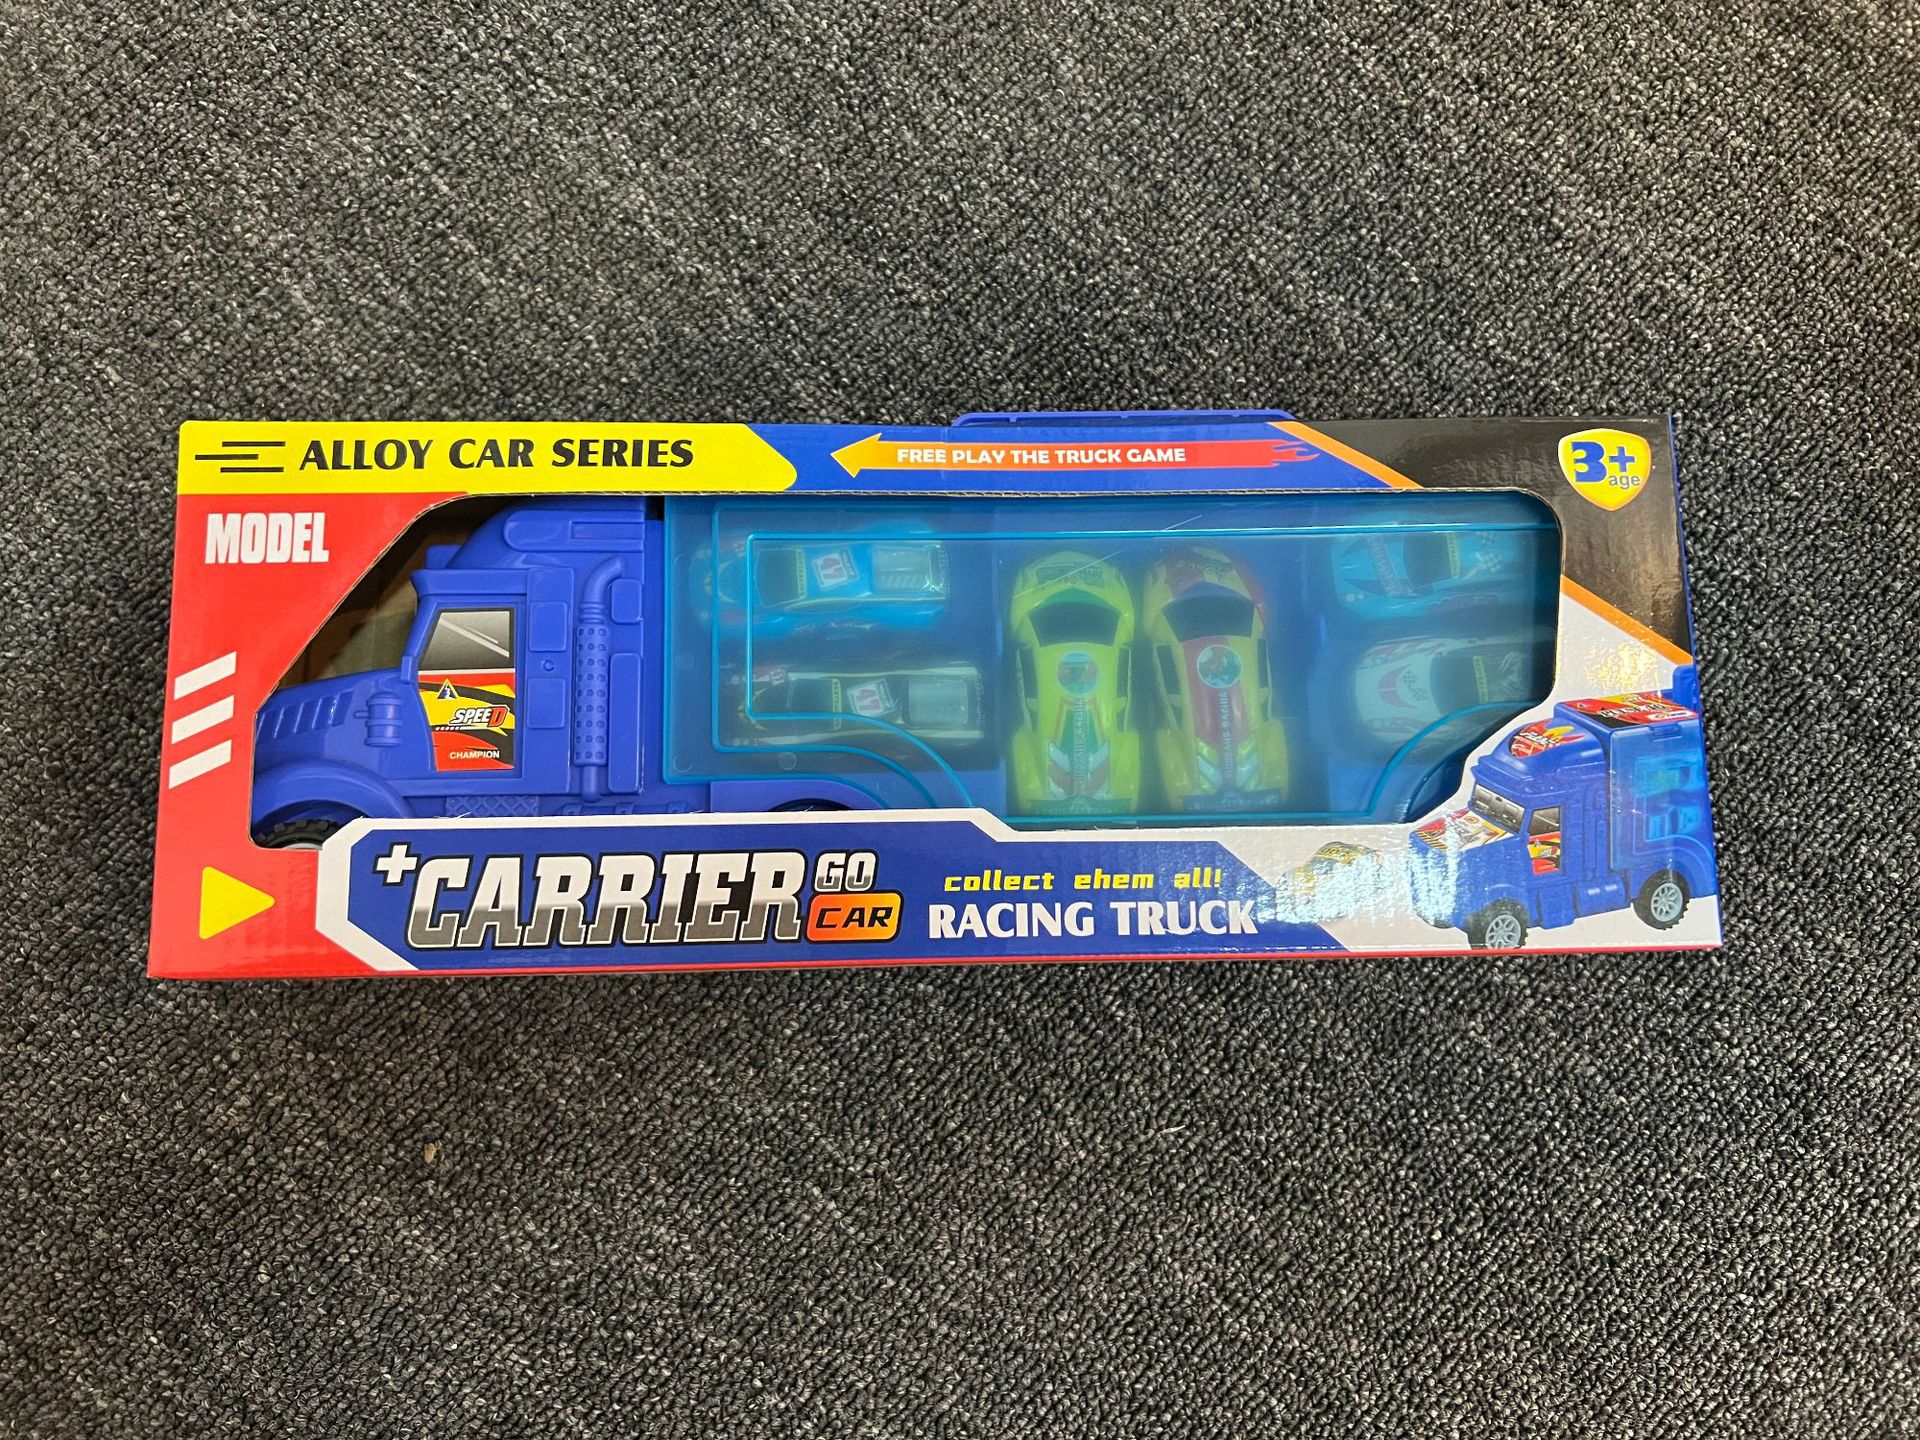 ALLOY CAR SERIES
FREE PLAY THE TRUCK GAME
3+
age
MODEL
SPEED
CHAMPION
+CARRIER GO
CAR
collect ehem all!
RACING TRUCK